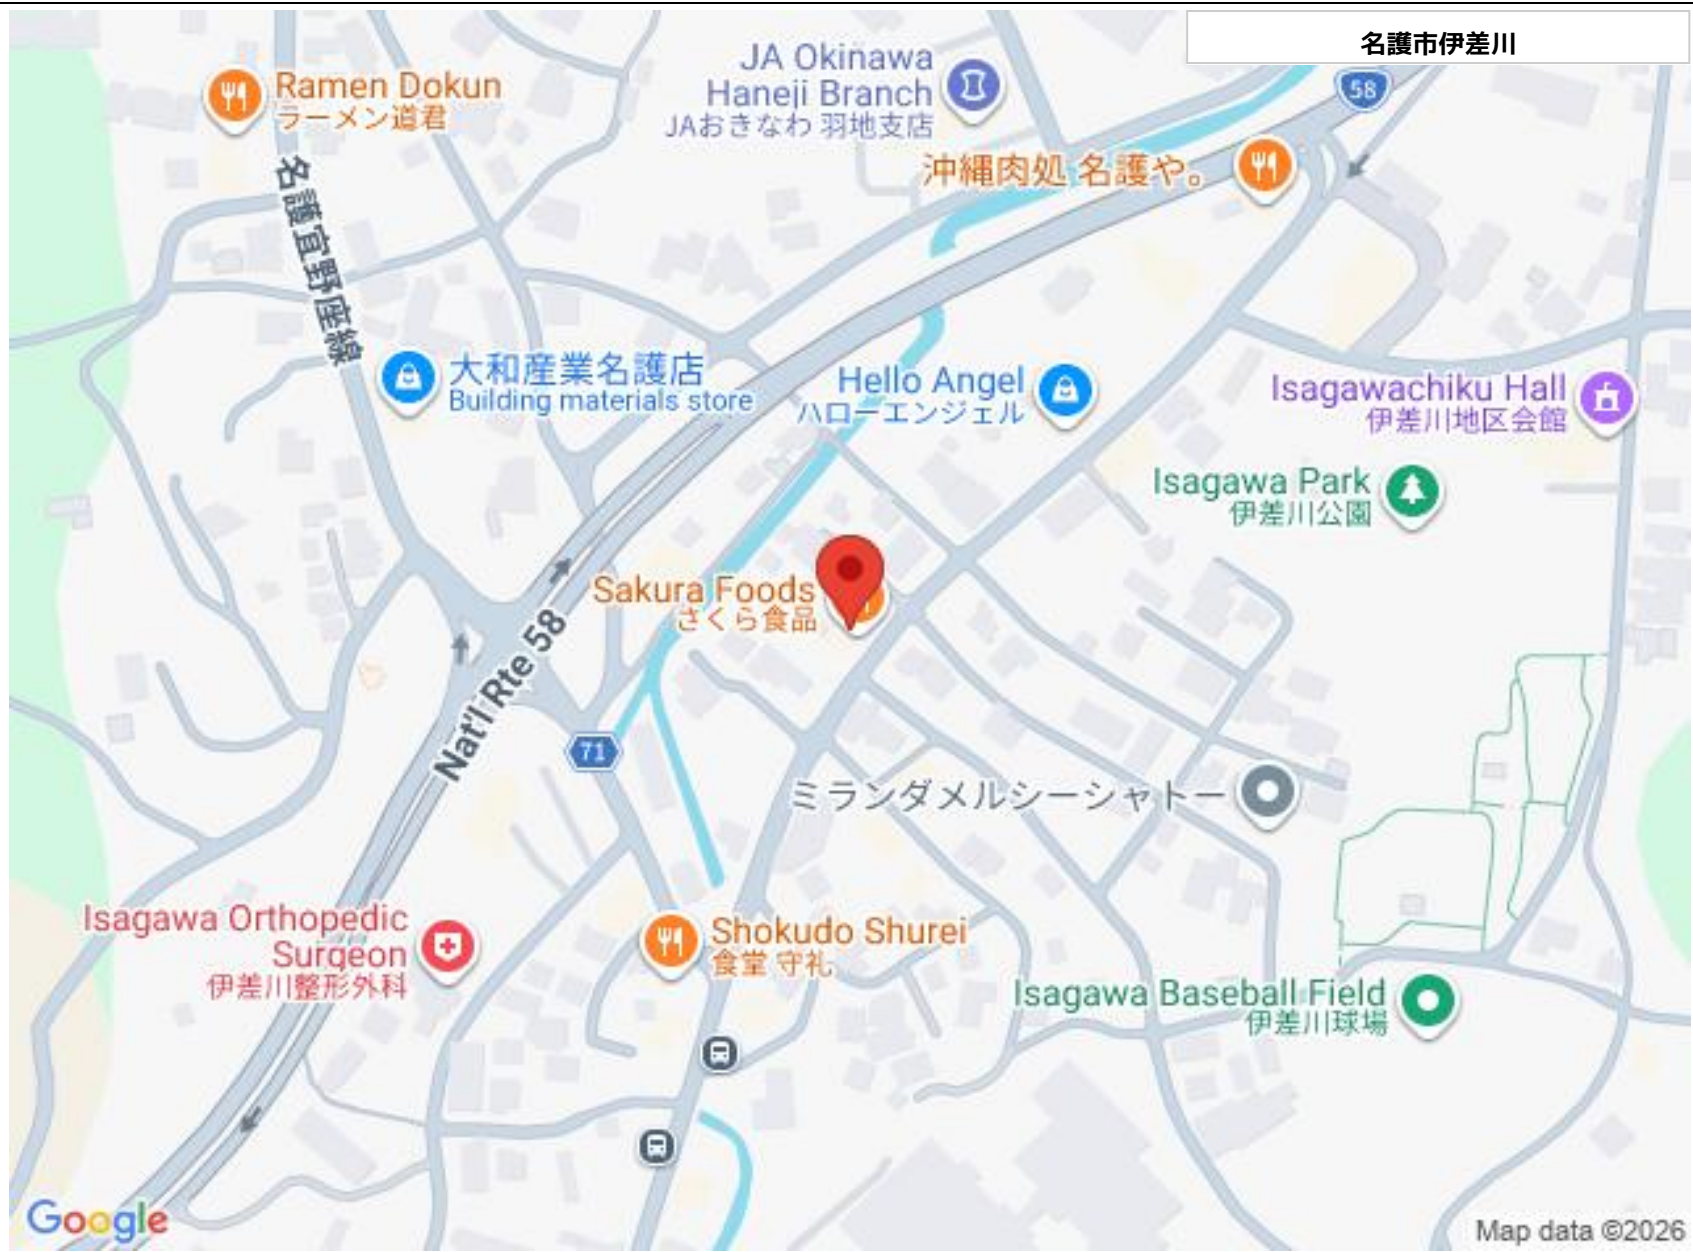 名護市伊差川
JA Okinawa
Haneji Branch
JAおきなわ 羽地支店
58
Ramen Dokun
ラーメン道君
沖縄肉処 名護や。
名護宜野座線
大和産業名護店
Building materials store
Hello Angel
ハローエンジェル
Isagawachiku Hall
伊差川地区会館
Isagawa Park
伊差川公園
Sakura Foods
さくら食品
Nat'l Rte 58
71
ミランダメルシーシャトー
Isagawa Orthopedic
Surgeon
伊差川整形外科
Shokudo Shurei
食堂 守礼
Isagawa Baseball Field
伊差川球場
Google
Map data ©2026